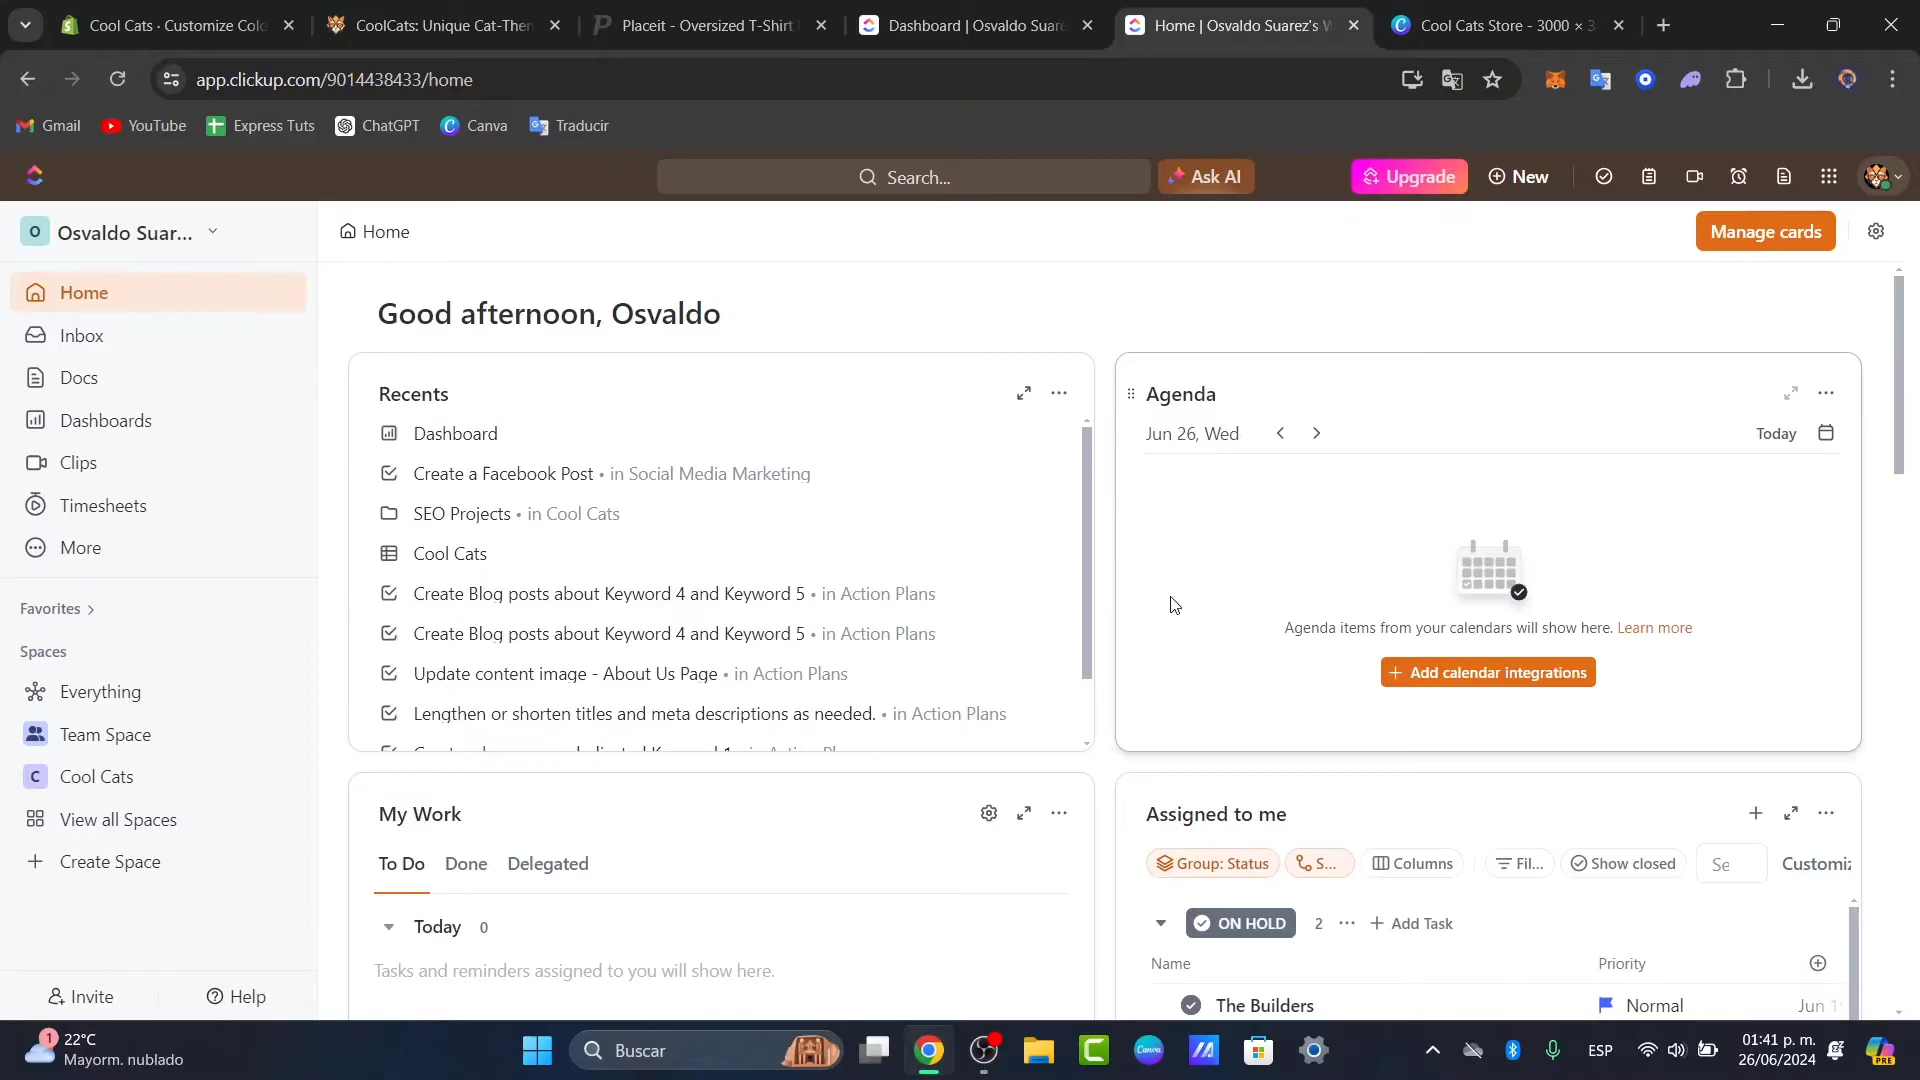 Cool Cats · Customize Colo
CoolCats: Unique Cat-Ther
Placeit - Oversized T-Shirt
Dashboard | Osvaldo Suare
Home | Osvaldo Suarez's W
Cool Cats Store - 3000 × 3
app.clickup.com/9014438433/home
Gmail
YouTube
Express Tuts
ChatGPT
Canva
Traducir
Search...
Ask AI
Upgrade
New
O
Osvaldo Suar...
Home
Manage cards
Home
Inbox
Docs
Dashboards
Clips
Timesheets
More
Favorites
Spaces
Everything
Team Space
C Cool Cats
View all Spaces
Create Space
Invite
Help
Good afternoon, Osvaldo
Recents
Dashboard
Create a Facebook Post • in Social Media Marketing
SEO Projects • in Cool Cats
Cool Cats
Create Blog posts about Keyword 4 and Keyword 5 • in Action Plans
Create Blog posts about Keyword 4 and Keyword 5 • in Action Plans
Update content image - About Us Page • in Action Plans
Lengthen or shorten titles and meta descriptions as needed. • in Action Plans
Agenda
Jun 26, Wed
Today
Agenda items from your calendars will show here. Learn more
+ Add calendar integrations
My Work
To Do
Done
Delegated
Today 0
Tasks and reminders assigned to you will show here.
Assigned to me
Group: Status
S...
Columns
Fil...
Show closed
Se
Customiz
ON HOLD
2
+ Add Task
Name
Priority
The Builders
Normal
Jun 1
1
22°C
Mayorm. nublado
Buscar
Canva
ESP
01:41 p. m.
26/06/2024
PRE